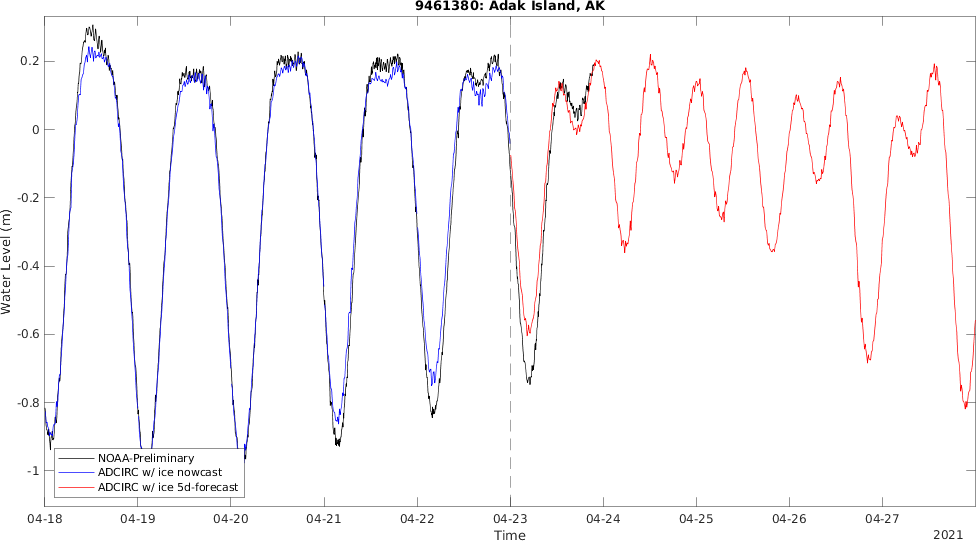 9461380: Adak Island, AK
Water Level (m)
0.2
0
-0.2
-0.4
-0.6
-0.8
-1
NOAA-Preliminary
ADCIRC w/ ice nowcast
ADCIRC w/ ice 5d-forecast
04-18 04-19 04-20 04-21 04-22 04-23 04-24 04-25 04-26 04-27
Time
2021